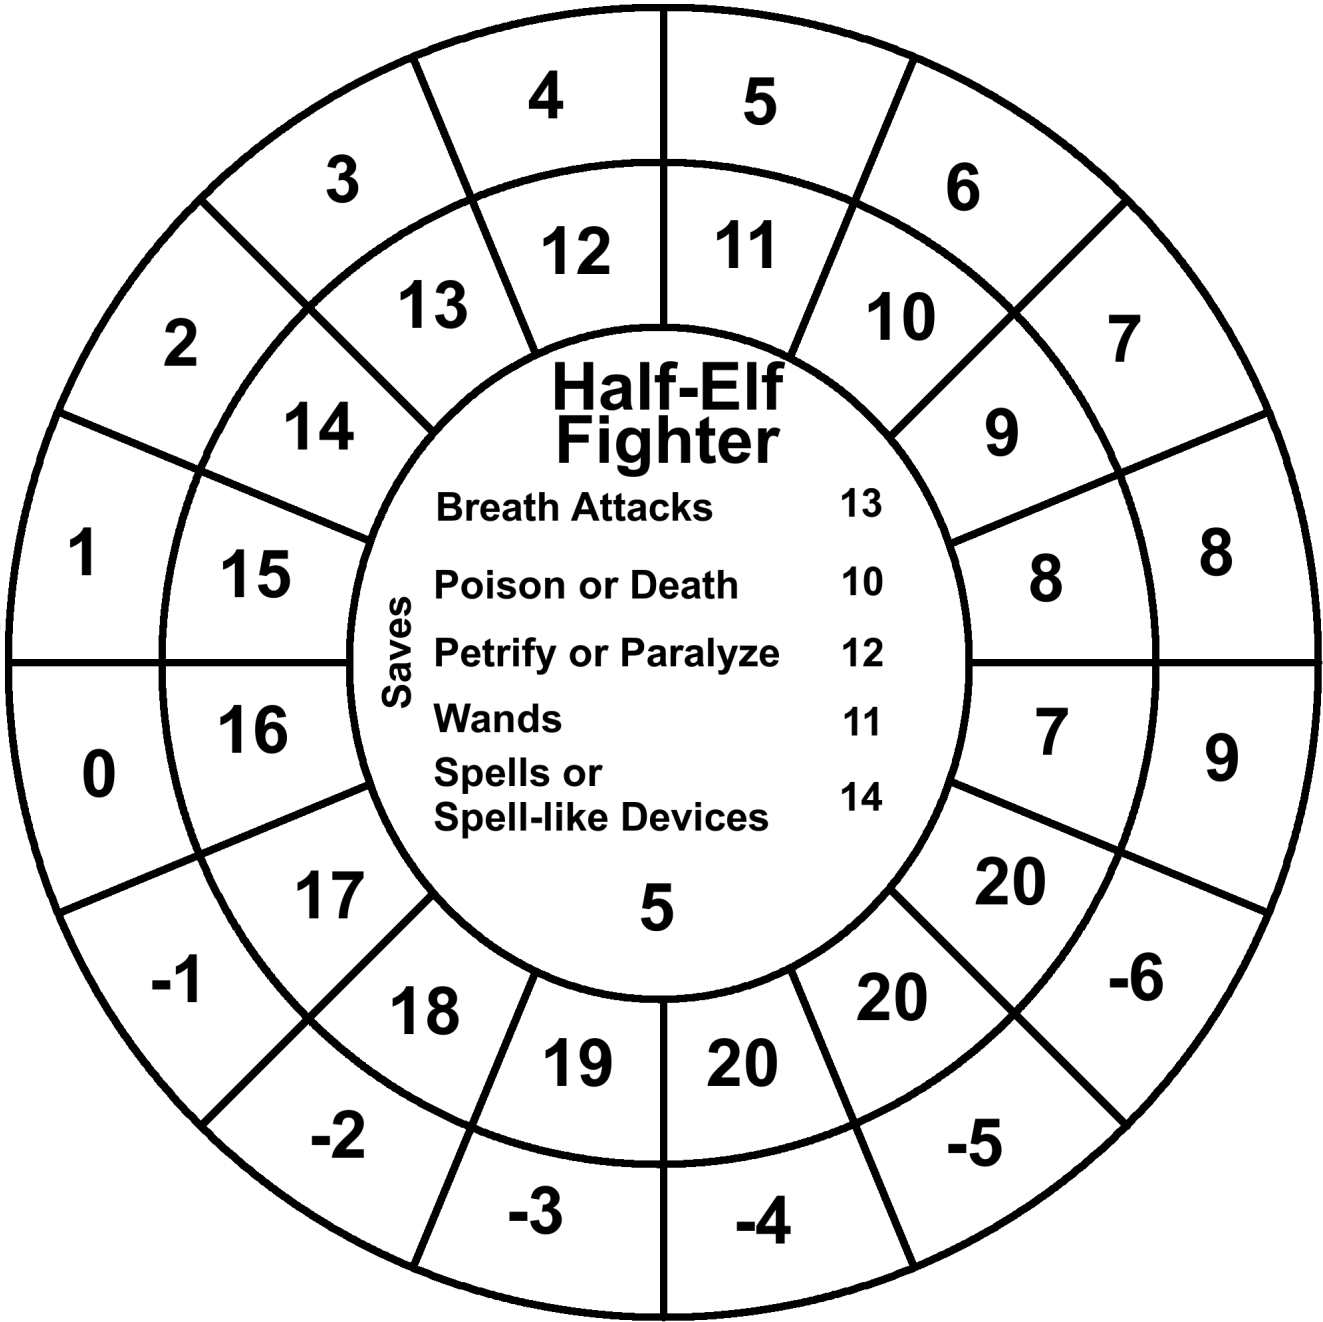 4 5
3 6
2 7
1 8
0 9
-1 -6
-2 -5
-3 -4
12 11
13 10
14 9
15 8
16 7
17 20
18 20
19 20
Half-Elf
Fighter
Saves
Breath Attacks 13
Poison or Death 10
Petrify or Paralyze 12
Wands 11
Spells or
Spell-like Devices 14
5